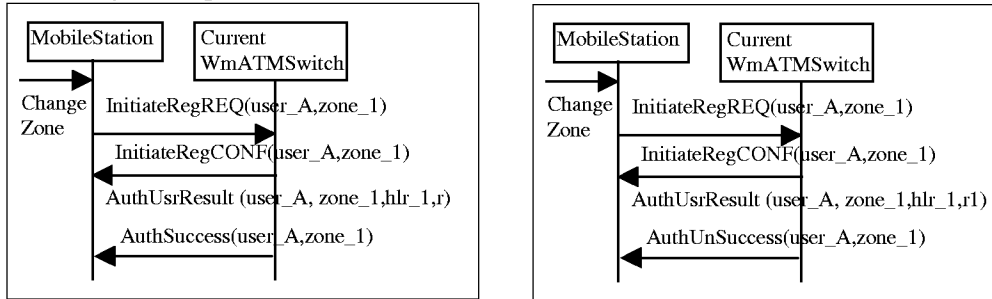 MobileStation
Current
WmATMSwitch
Change
Zone
InitiateRegREQ(user_A,zone_1)
InitiateRegCONF(user_A,zone_1)
AuthUsrResult (user_A, zone_1,hlr_1,r)
AuthSuccess(user_A,zone_1)
MobileStation
Current
WmATMSwitch
Change
Zone
InitiateRegREQ(user_A,zone_1)
InitiateRegCONF(user_A,zone_1)
AuthUsrResult (user_A, zone_1,hlr_1,r1)
AuthUnSuccess(user_A,zone_1)